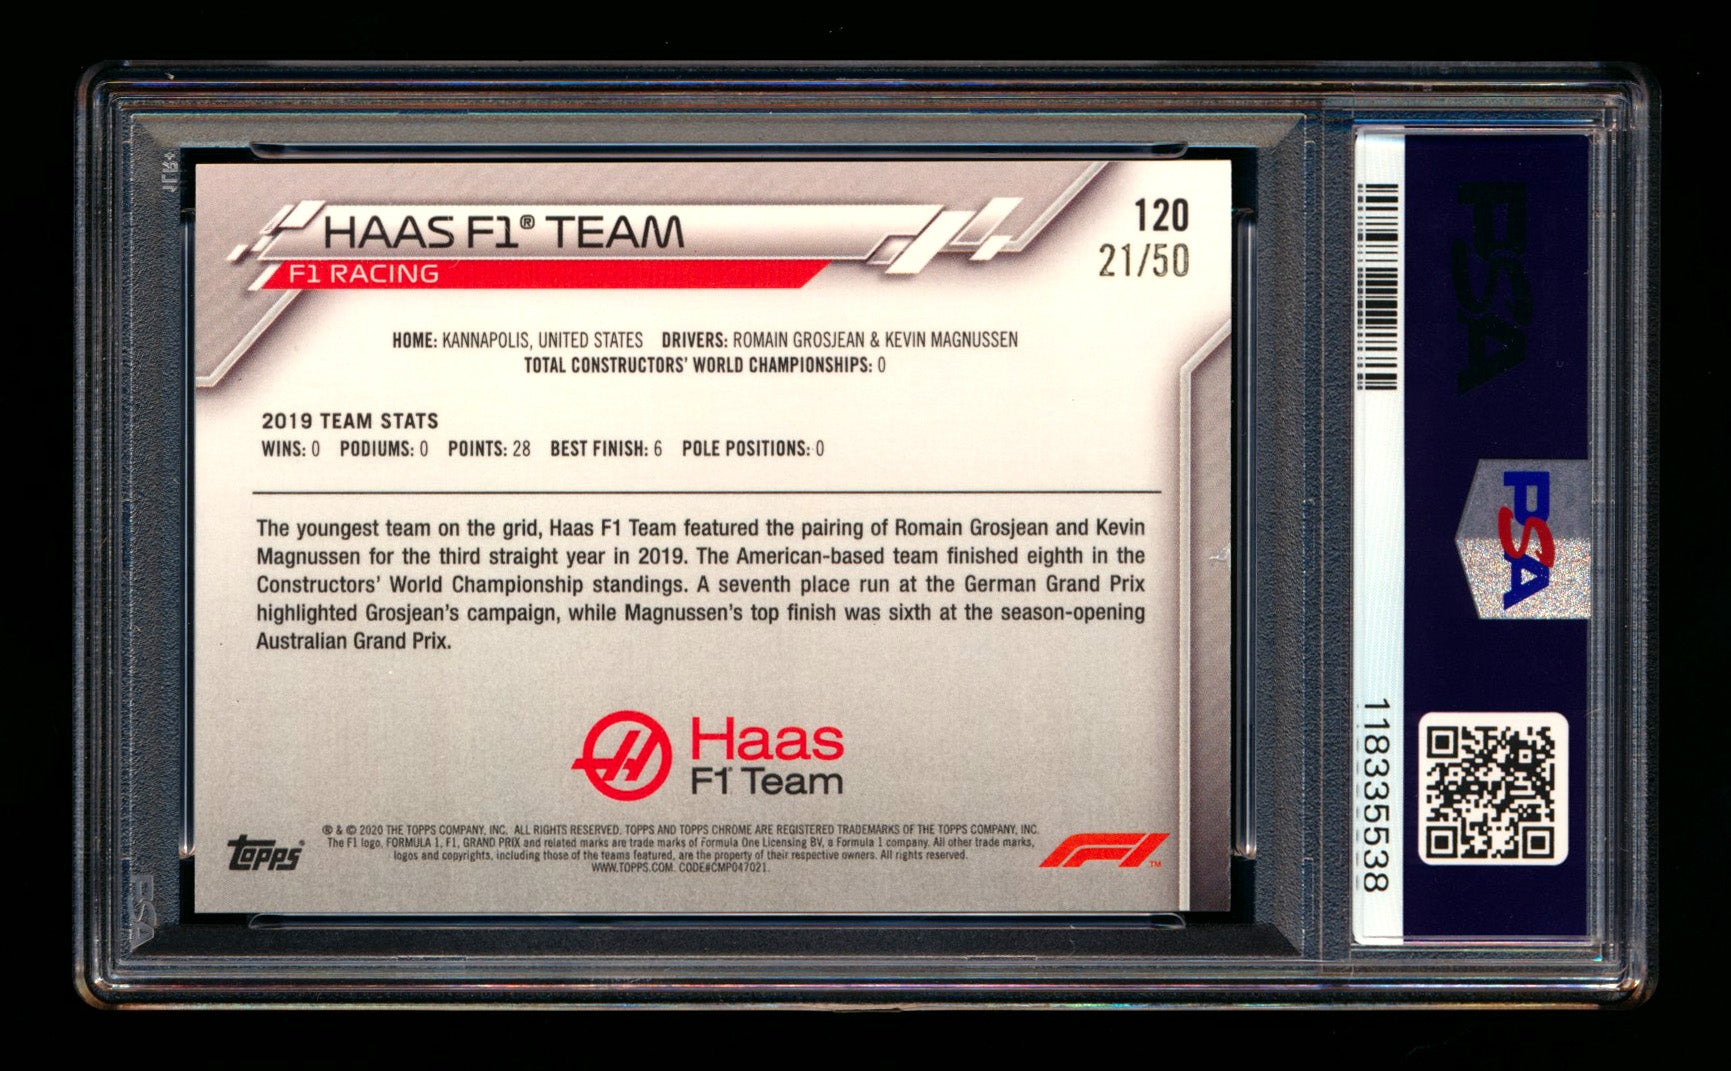 HAAS F1® TEAM
F1 RACING
120
21/50
HOME: KANNAPOLIS, UNITED STATES DRIVERS: ROMAIN GROSJEAN & KEVIN MAGNUSSEN
TOTAL CONSTRUCTORS' WORLD CHAMPIONSHIPS: 0
2019 TEAM STATS
WINS: 0 PODIUMS: 0 POINTS: 28 BEST FINISH: 6 POLE POSITIONS: 0
The youngest team on the grid, Haas F1 Team featured the pairing of Romain Grosjean and Kevin
Magnussen for the third straight year in 2019. The American-based team finished eighth in the
Constructors' World Championship standings. A seventh place run at the German Grand Prix
highlighted Grosjean's campaign, while Magnussen's top finish was sixth at the season-opening
Australian Grand Prix.
Haas
F1 Team
Topps
® & © 2020 THE TOPPS COMPANY, INC. ALL RIGHTS RESERVED. TOPPS AND TOPPS CHROME ARE REGISTERED TRADEMARKS OF THE TOPPS COMPANY, INC.
The F1 logo, FORMULA 1, F1, GRAND PRIX and related marks are trade marks of Formula One Licensing BV, a Formula 1 company. All other trade marks,
logos and copyrights, including those of the teams featured, are the property of their respective owners. All rights reserved.
WWW.TOPPS.COM. CODE#CMP047021.
F1™
PSA
PSA
118335538
PSA